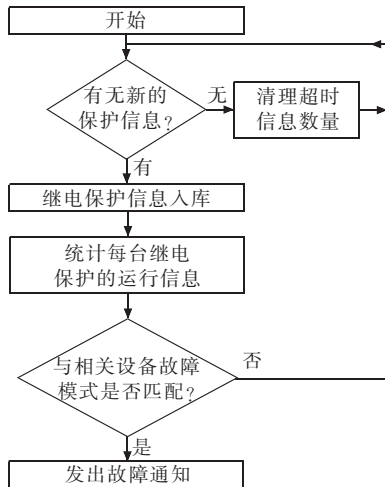 开始
有无新的
保护信息?
无
清理超时
信息数量
有
继电保护信息入库
统计每台继电
保护的运行信息
与相关设备故障
模式是否匹配?
否
是
发出故障通知